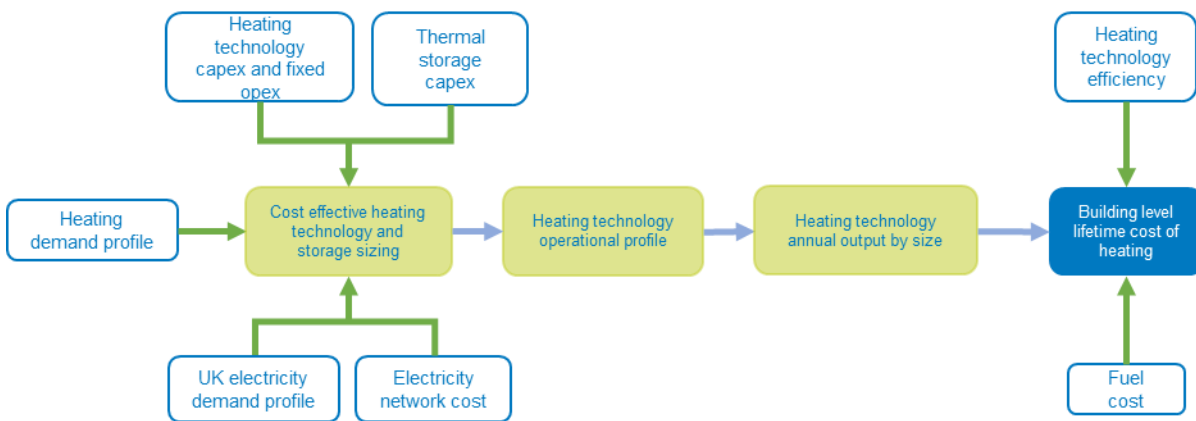 Heating
technology
capex and fixed
opex
Thermal
storage
capex
Heating
technology
efficiency
Heating
demand profile
Cost effective heating
technology and
storage sizing
Heating technology
operational profile
Heating technology
annual output by size
Building level
lifetime cost of
heating
UK electricity
demand profile
Electricity
network cost
Fuel
cost